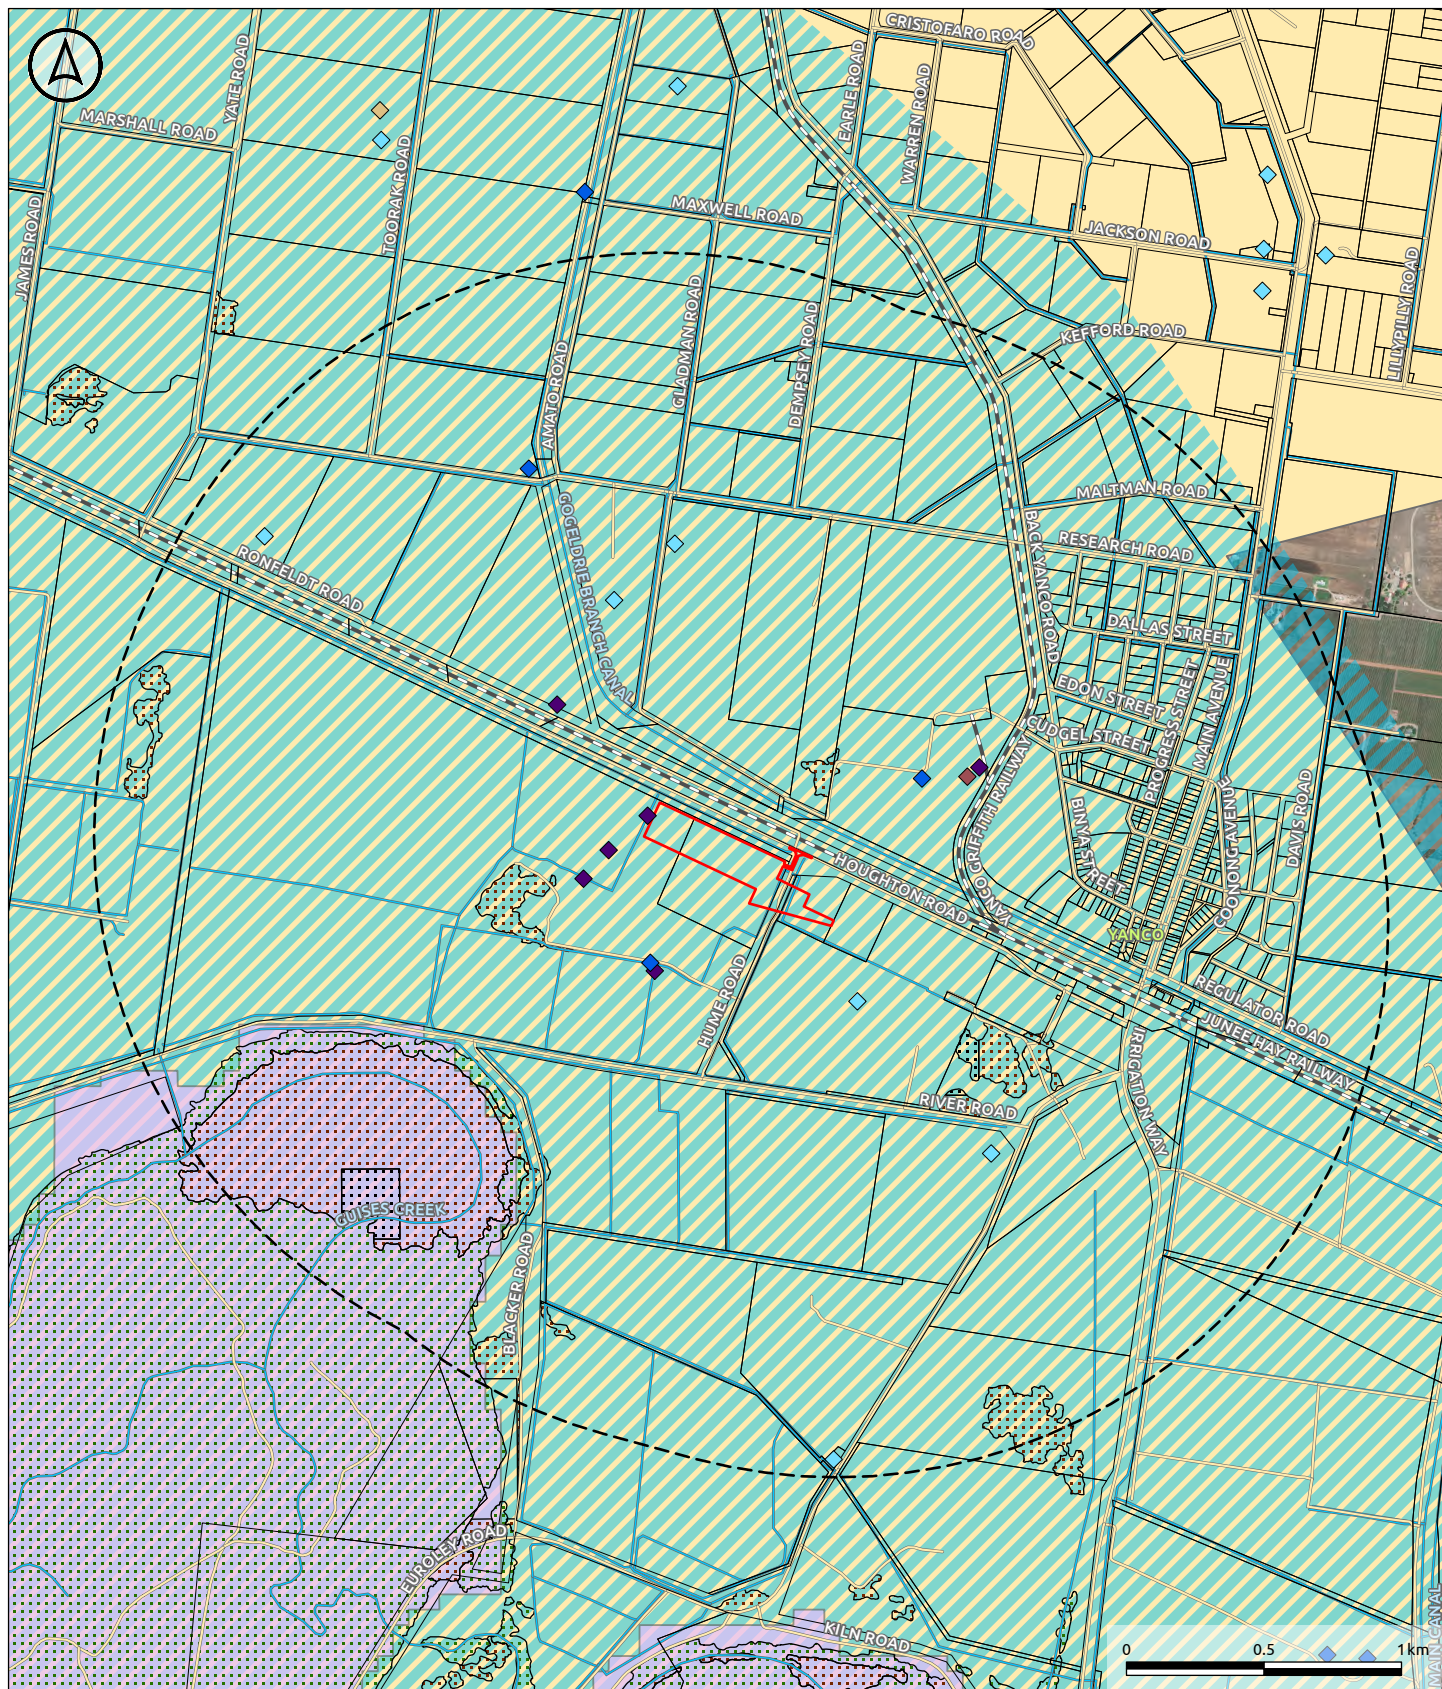 CRISTOFARO ROAD
YATE ROAD
EARLE ROAD
WARREN ROAD
MARSHALL ROAD
TOORAK ROAD
JAMES ROAD
MAXWELL ROAD
JACKSON ROAD
LILLYPILLY ROAD
GLADMAN ROAD
DEMPSEY ROAD
KEFFORD ROAD
AMATO ROAD
MALTMAN ROAD
GOGELDRIE BRANCH CANAL
BACK YANCO ROAD
RESEARCH ROAD
RONFELDT ROAD
DALLAS STREET
EDON STREET
PROGRESS STREET
MAIN AVENUE
CUDGEL STREET
YANCO GRIFFITH RAILWAY
BINYA STREET
COONONG AVENUE
DAVIS ROAD
HOUGHTON ROAD
YANCO
HUME ROAD
REGULATOR ROAD
JUNEE HAY RAILWAY
IRRIGATION WAY
RIVER ROAD
GUISES CREEK
BLACKER ROAD
EUROLEY ROAD
KILN ROAD
MAIN CANAL
0 0.5 1 km